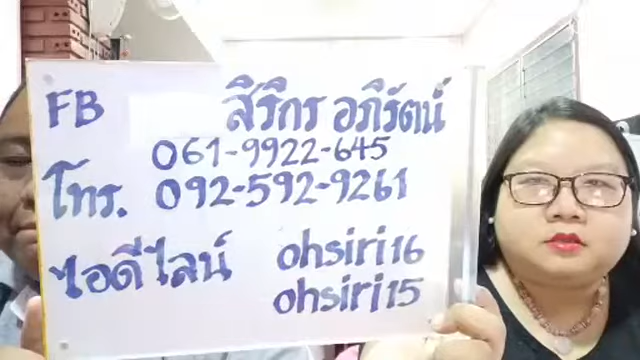 FB สิริกร อภิรัตน์
061-9922-645
โทร. 092-592-9261
ไอดีไลน์ ohsiri16
ohsiri15